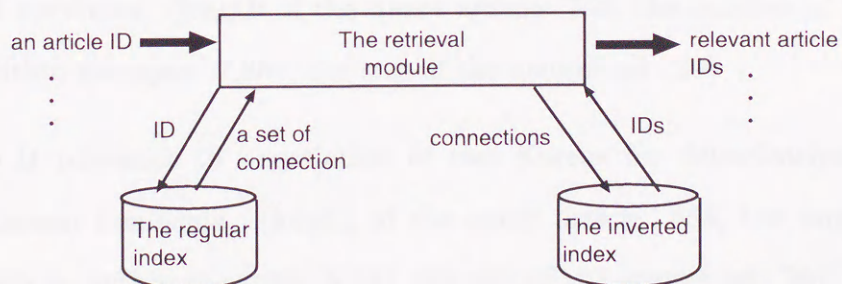 an article ID
The retrieval
module
relevant article
IDs
ID
a set of
connection
connections
IDs
The regular
index
The inverted
index